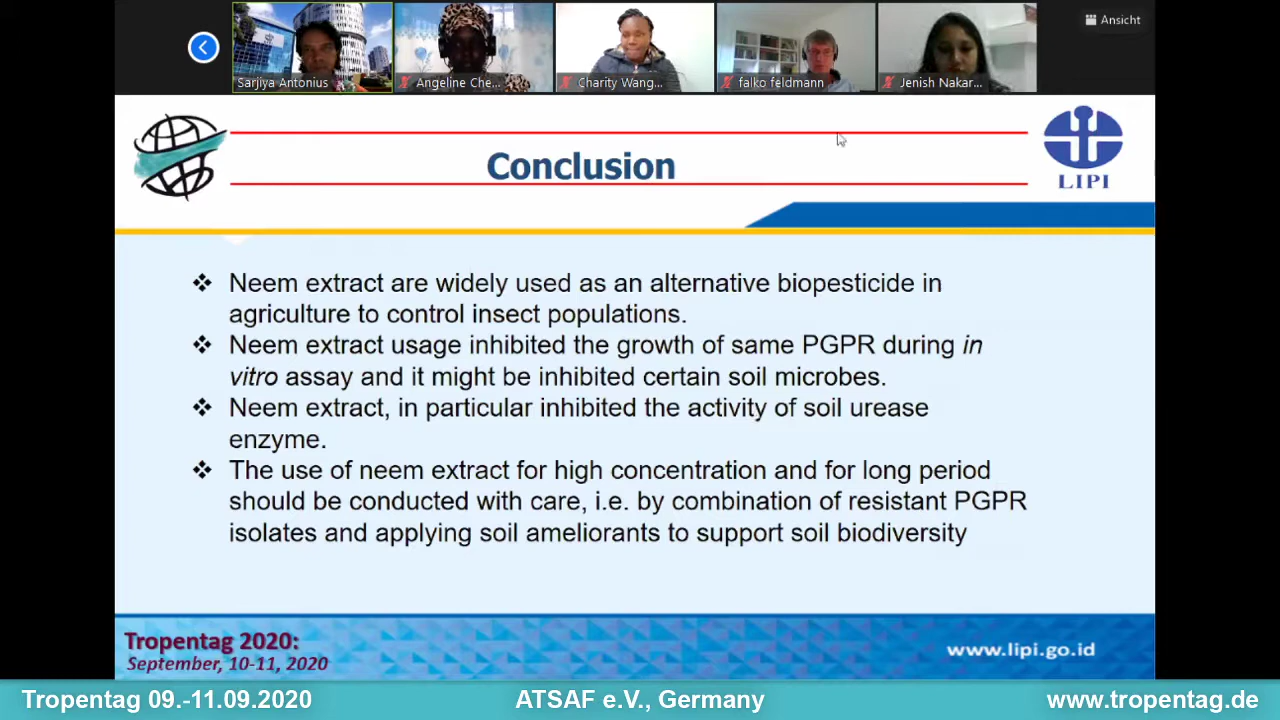 Ansicht
Sarjiya Antonius
Angeline Che...
Charity Wang...
falko feldmann
Jenish Nakar...
Conclusion
LIPI
❖ Neem extract are widely used as an alternative biopesticide in
agriculture to control insect populations.
❖ Neem extract usage inhibited the growth of same PGPR during in
vitro assay and it might be inhibited certain soil microbes.
❖ Neem extract, in particular inhibited the activity of soil urease
enzyme.
❖ The use of neem extract for high concentration and for long period
should be conducted with care, i.e. by combination of resistant PGPR
isolates and applying soil ameliorants to support soil biodiversity
Tropentag 2020:
September, 10-11, 2020
www.lipi.go.id
Tropentag 09.-11.09.2020
ATSAF e.V., Germany
www.tropentag.de